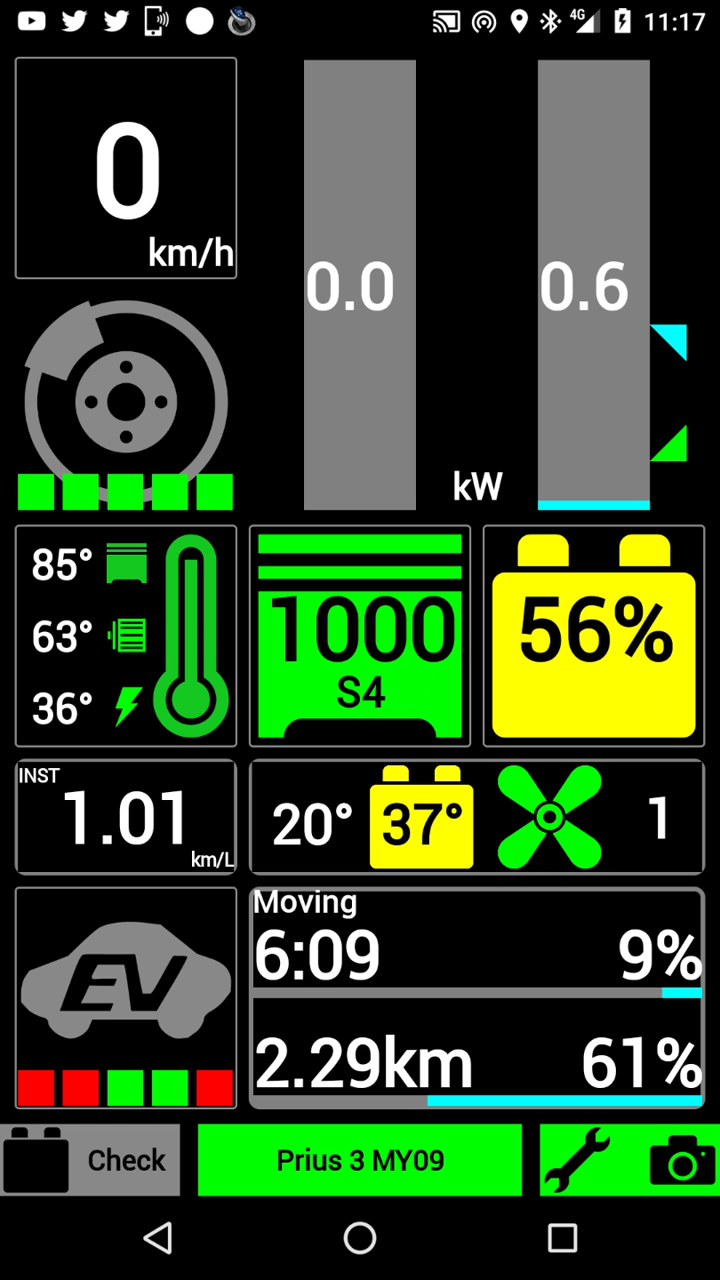 4G 11:17
0
km/h
0.0
0.6
kW
85°
63°
36°
1000
S4
56%
INST
1.01
km/L
20°
37°
1
EV
Moving
6:09 9%
2.29km 61%
Check
Prius 3 MY09